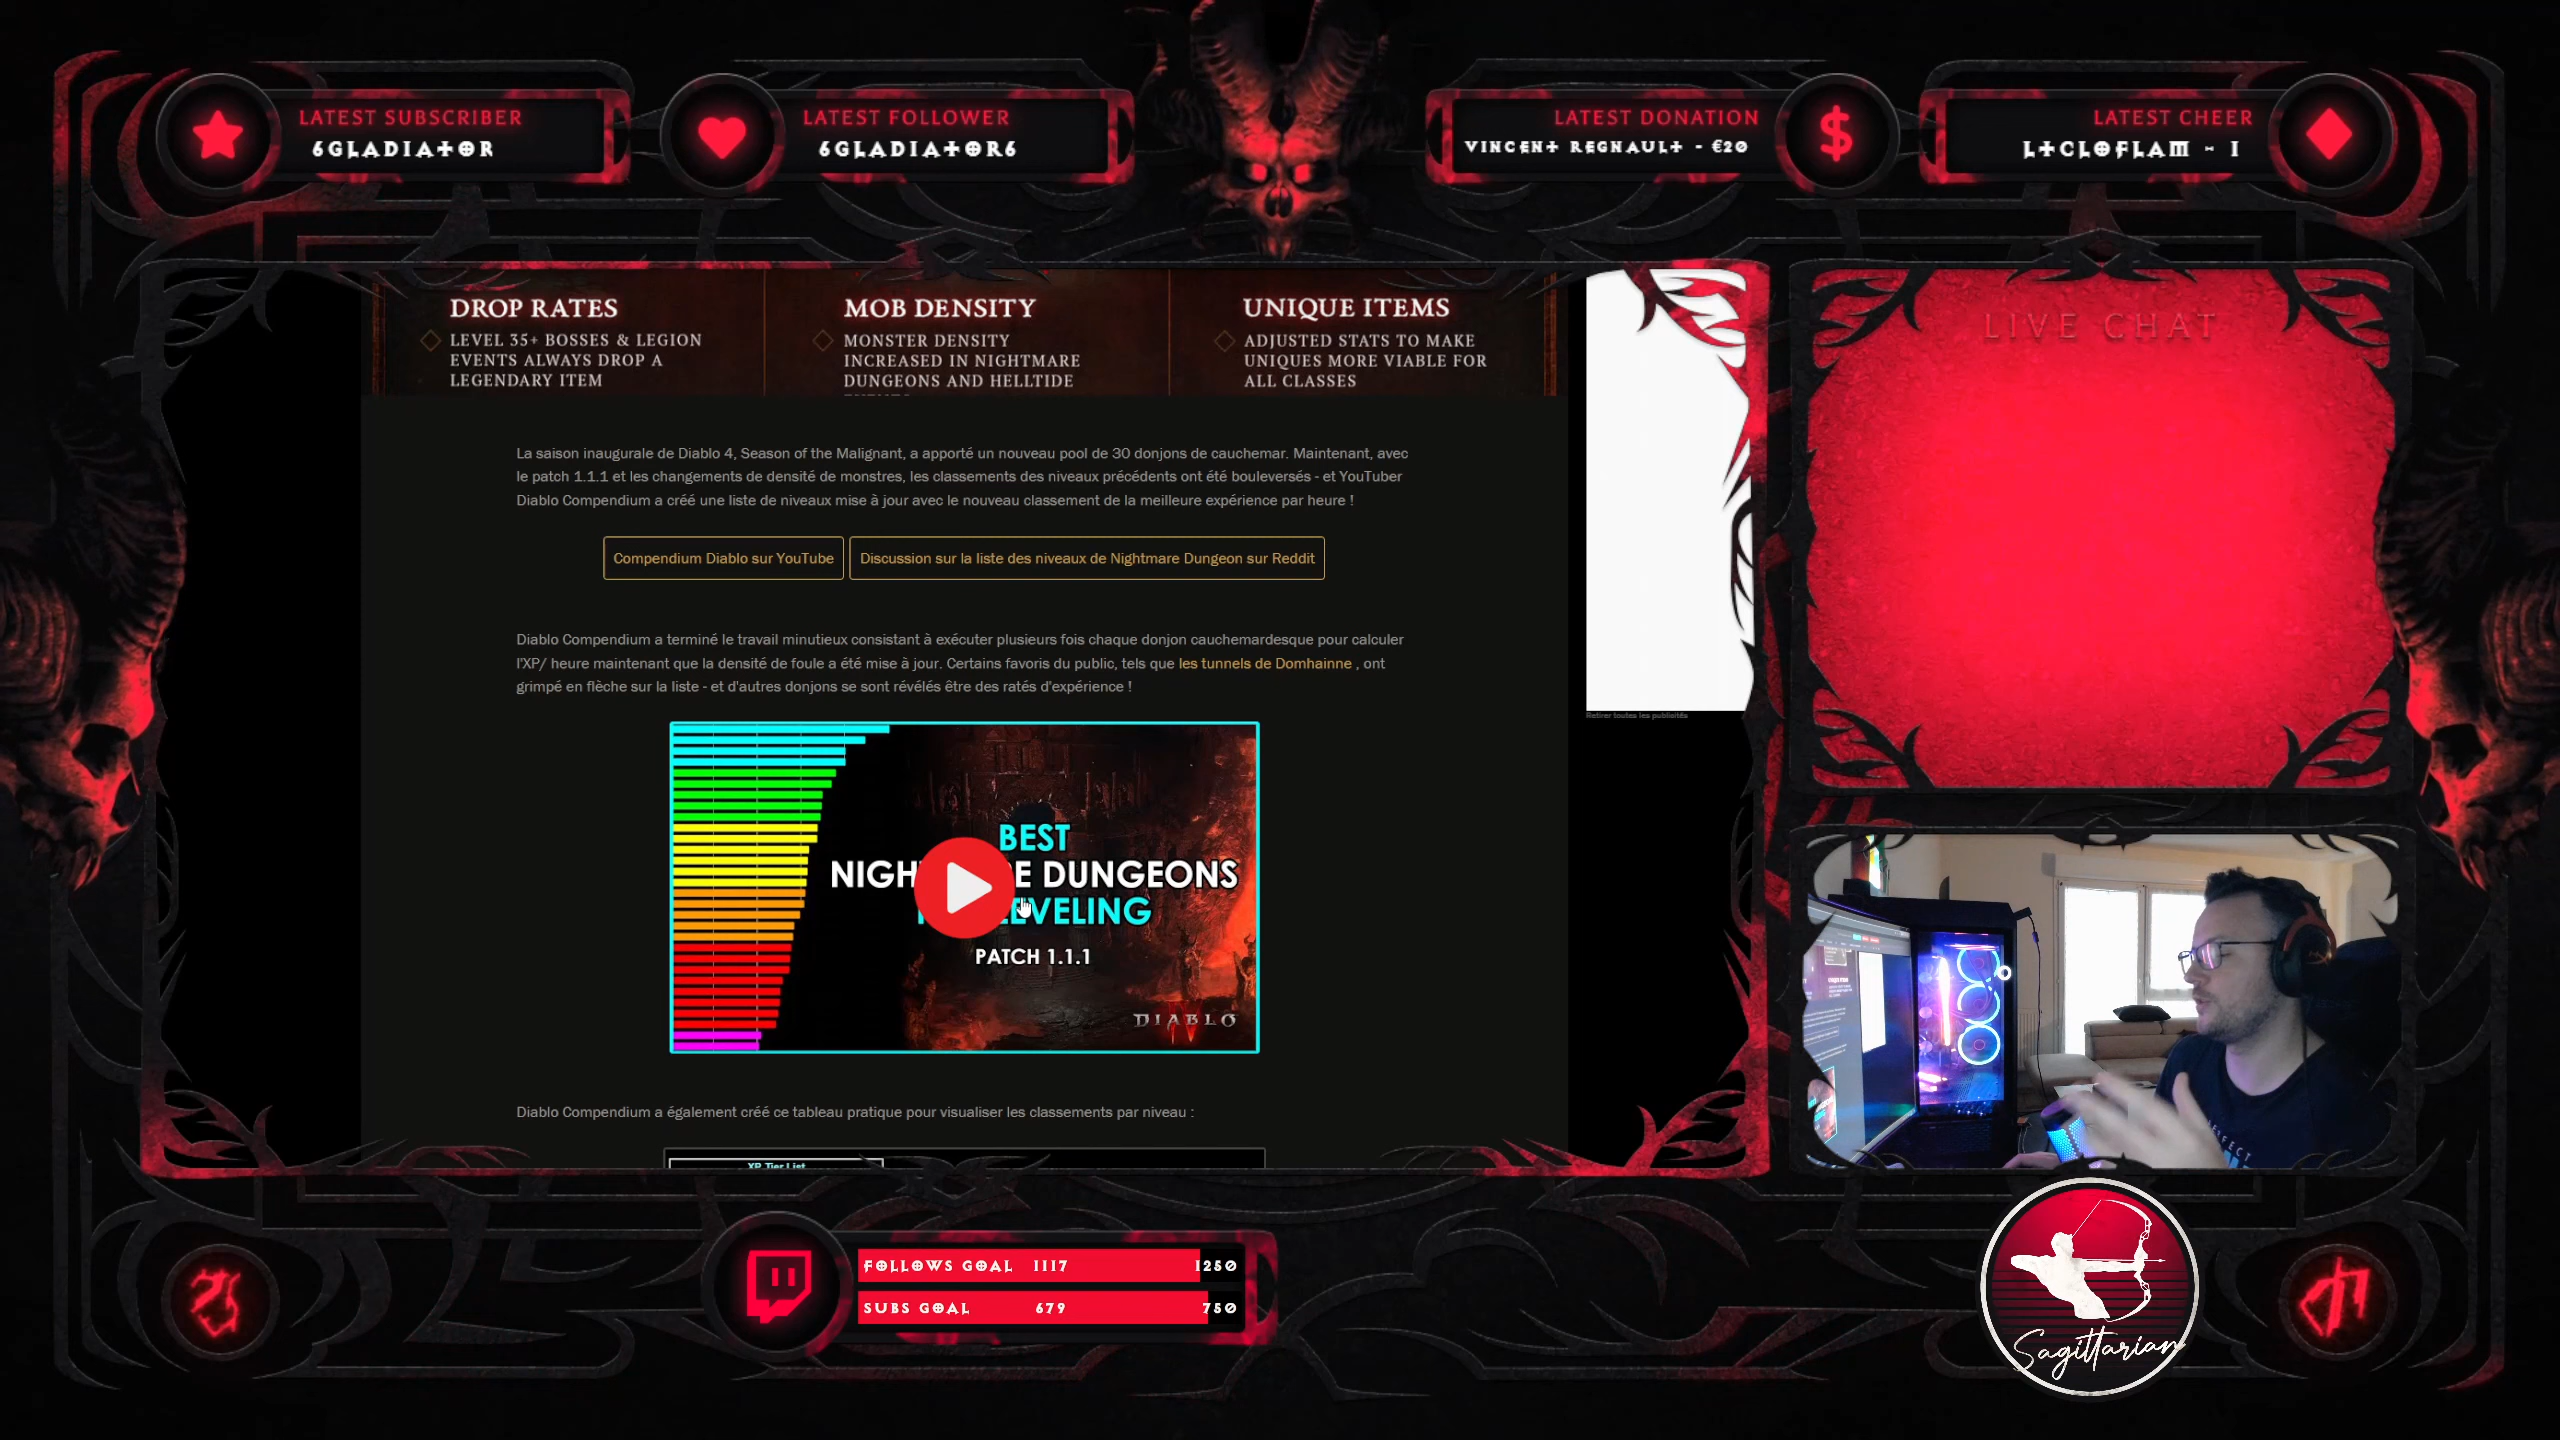 LATEST SUBSCRIBER
6GLADIATOR
LATEST FOLLOWER
6GLADIATOR6
LATEST DONATION
VINCENT REGNAULT - €20
LATEST CHEER
LTCLOFLAM - 1
DROP RATES
LEVEL 35+ BOSSES & LEGION
EVENTS ALWAYS DROP A
LEGENDARY ITEM
MOB DENSITY
MONSTER DENSITY
INCREASED IN NIGHTMARE
DUNGEONS AND HELLTIDE
UNIQUE ITEMS
ADJUSTED STATS TO MAKE
UNIQUES MORE VIABLE FOR
ALL CLASSES
LIVE CHAT
La saison inaugurale de Diablo 4, Season of the Malignant, a apporté un nouveau pool de 30 donjons de cauchemar. Maintenant, avec
le patch 1.1.1 et les changements de densité de monstres, les classements des niveaux précédents ont été bouleversés - et YouTuber
Diablo Compendium a créé une liste de niveaux mise à jour avec le nouveau classement de la meilleure expérience par heure !
Compendium Diablo sur YouTube
Discussion sur la liste des niveaux de Nightmare Dungeon sur Reddit
Diablo Compendium a terminé le travail minutieux consistant à exécuter plusieurs fois chaque donjon cauchemardesque pour calculer
l'XP/ heure maintenant que la densité de foule a été mise à jour. Certains favoris du public, tels que les tunnels de Domhainne , ont
grimpé en flèche sur la liste - et d'autres donjons se sont révélés être des ratés d'expérience !
Retirer toutes les publicités
BEST
NIGH E DUNGEONS
LEVELING
PATCH 1.1.1
DIABLO
IV
Diablo Compendium a également créé ce tableau pratique pour visualiser les classements par niveau :
XP Tier List
FOLLOWS GOAL 1117 1250
SUBS GOAL 679 750
Sagittarian